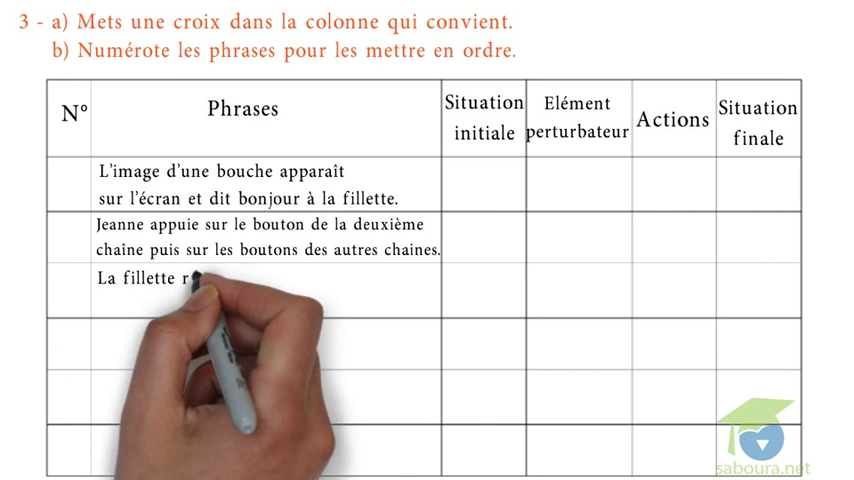 3 - a) Mets une croix dans la colonne qui convient.
b) Numérote les phrases pour les mettre en ordre.
N° Phrases Situation initiale Elément perturbateur Actions Situation finale
L'image d'une bouche apparaît
sur l'écran et dit bonjour à la fillette.
Jeanne appuie sur le bouton de la deuxième
chaîne puis sur les boutons des autres chaines.
La fillette r
saboura.net